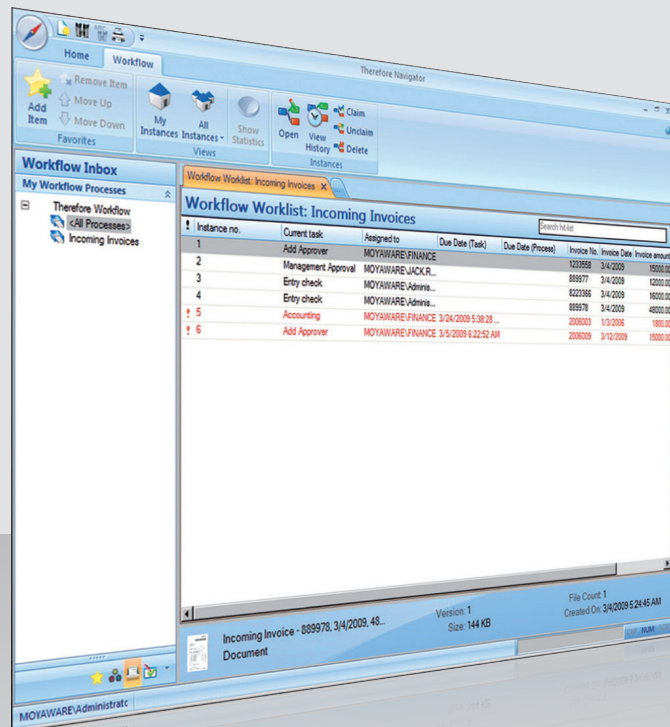 Therefore Navigator
Home Workflow
Add Item
Remove Item
Move Up
Move Down
Favorites
My Instances
All Instances
Show Statistics
Views
Open
View History
Claim
Unclaim
Delete
Instances
Workflow Inbox
My Workflow Processes
Therefore Workflow
<All Processes>
Incoming Invoices
Workflow Worklist: Incoming Invoices
Workflow Worklist: Incoming Invoices
Search hit-list
! Instance no. Current task Assigned to Due Date (Task) Due Date (Process) Invoice No. Invoice Date Invoice amount
1 Add Approver MOYAWARE\FINANCE 1233558 3/4/2009 15000.00
2 Management Approval MOYAWARE\JACK.R... 889977 3/4/2009 12000.00
3 Entry check MOYAWARE\Adminis... 8223366 3/4/2009 16000.00
4 Entry check MOYAWARE\Adminis... 889978 3/4/2009 48000.00
! 5 Accounting MOYAWARE\FINANCE 3/24/2009 5:38:28 ... 2006003 1/3/2006 1800.00
! 6 Add Approver MOYAWARE\FINANCE 3/5/2009 6:22:52 AM 2006009 3/12/2009 15000.00
Incoming Invoice - 889978, 3/4/2009, 48...
Document
Version: 1
Size: 144 KB
File Count: 1
Created On: 3/4/2009 5:24:45 AM
NUM
MOYAWARE\Administratc